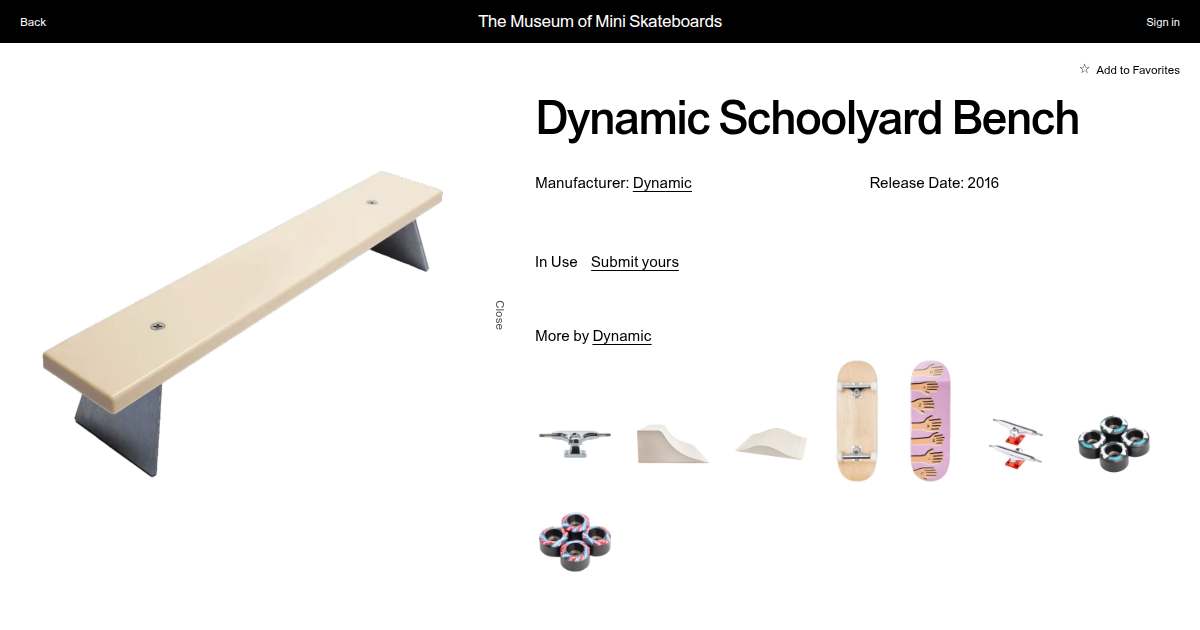 Back
The Museum of Mini Skateboards
Sign in
☆ Add to Favorites
Dynamic Schoolyard Bench
Manufacturer: Dynamic
Release Date: 2016
In Use Submit yours
Close
More by Dynamic